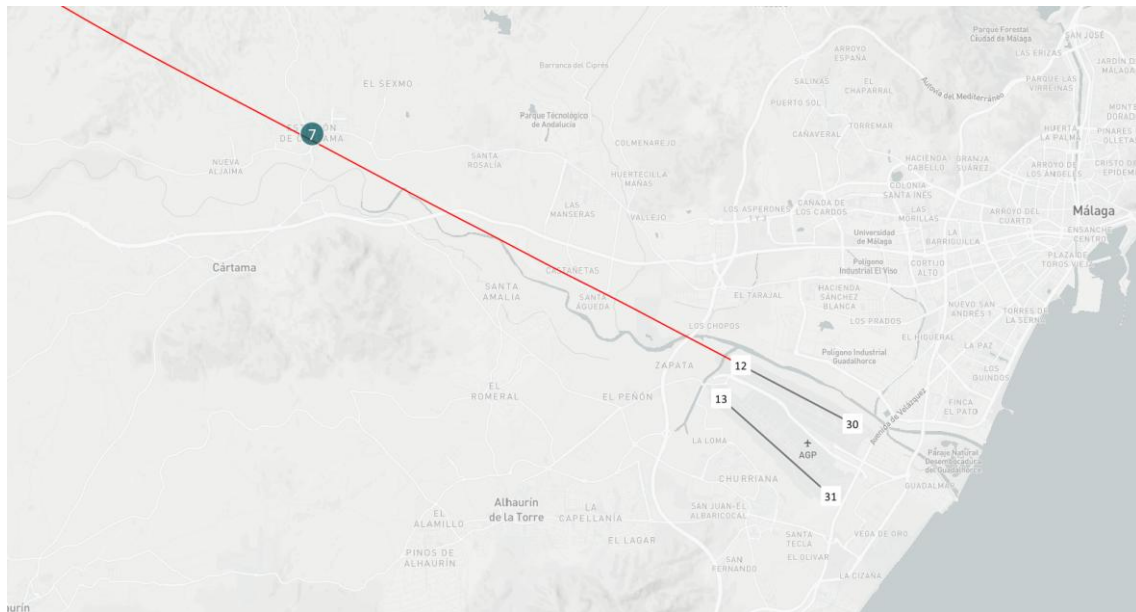 Parque Forestal
Ciudad de Málaga
SAN JOSÉ
LAS ERIZAS
ARROYO
ESPAÑA
JARDÍN DE
MÁLAGA
Barranca del Ciprés
EL SEXMO
SALINAS
EL
CHAPARRAL
Autovía del Mediterráneo
PARQUE LAS
VIRREINAS
PUERTO SOL
MONTE
DORADO
Parque Técnológico
de Andalucía
TORREMAR
CAÑAVERAL
HUERTA
LA PALMA
PINARES
OLLETAS
7
COLMENAREJO
NUEVA
ALJAIMA
SANTA
ROSALÍA
HACIENDA
CABELLO
GRANJA
SUÁREZ
ARROYO DE
LOS ÁNGELES
CRISTO DE
EPIDEMI
HUERTECILLA
MAÑAS
COLONIA
SANTA INÉS
LAS
MANSERAS
VALLEJO
LOS ASPERONES
CAÑADA DE
LOS CARDOS
LAS
MORILLAS
ARROYO DEL
CUARTO
Málaga
Universidad
de Málaga
LA
BARRIGUILLA
ENSANCHE
CENTRO
Cártama
CASTAÑETAS
Polígono
Industrial El Viso
CORTIJO
ALTO
PLAZA DE
TOROS VIEJA
SANTA
AMALIA
SANTA
ÁGUEDA
EL TARAJAL
HACIENDA
SÁNCHEZ
BLANCA
NUEVO SAN
ANDRÉS 1
TORRES DE
LA SERNA
LOS CHOPOS
LOS PRADOS
EL HIGUERAL
LA PAZ
Polígono Industrial
Guadalhorce
ZAPATA
12
LOS
GUINDOS
EL
ROMERAL
EL PEÑÓN
13
FINCA
EL PATO
30
Avenida de Velázquez
LA LOMA
AGP
Paraje Natural
Desembocadura
del Guadalhorce
CHURRIANA
GUADALMAR
31
Alhaurín
de la Torre
LA
CAPELLANÍA
SAN JUAN-EL
ALBARICOCAL
EL
ALAMILLO
SANTA
TECLA
VEGA DE ORO
EL LAGAR
PINOS DE
ALHAURÍN
EL OLIVAR
SAN
FERNANDO
LA CIZAÑA
aurín